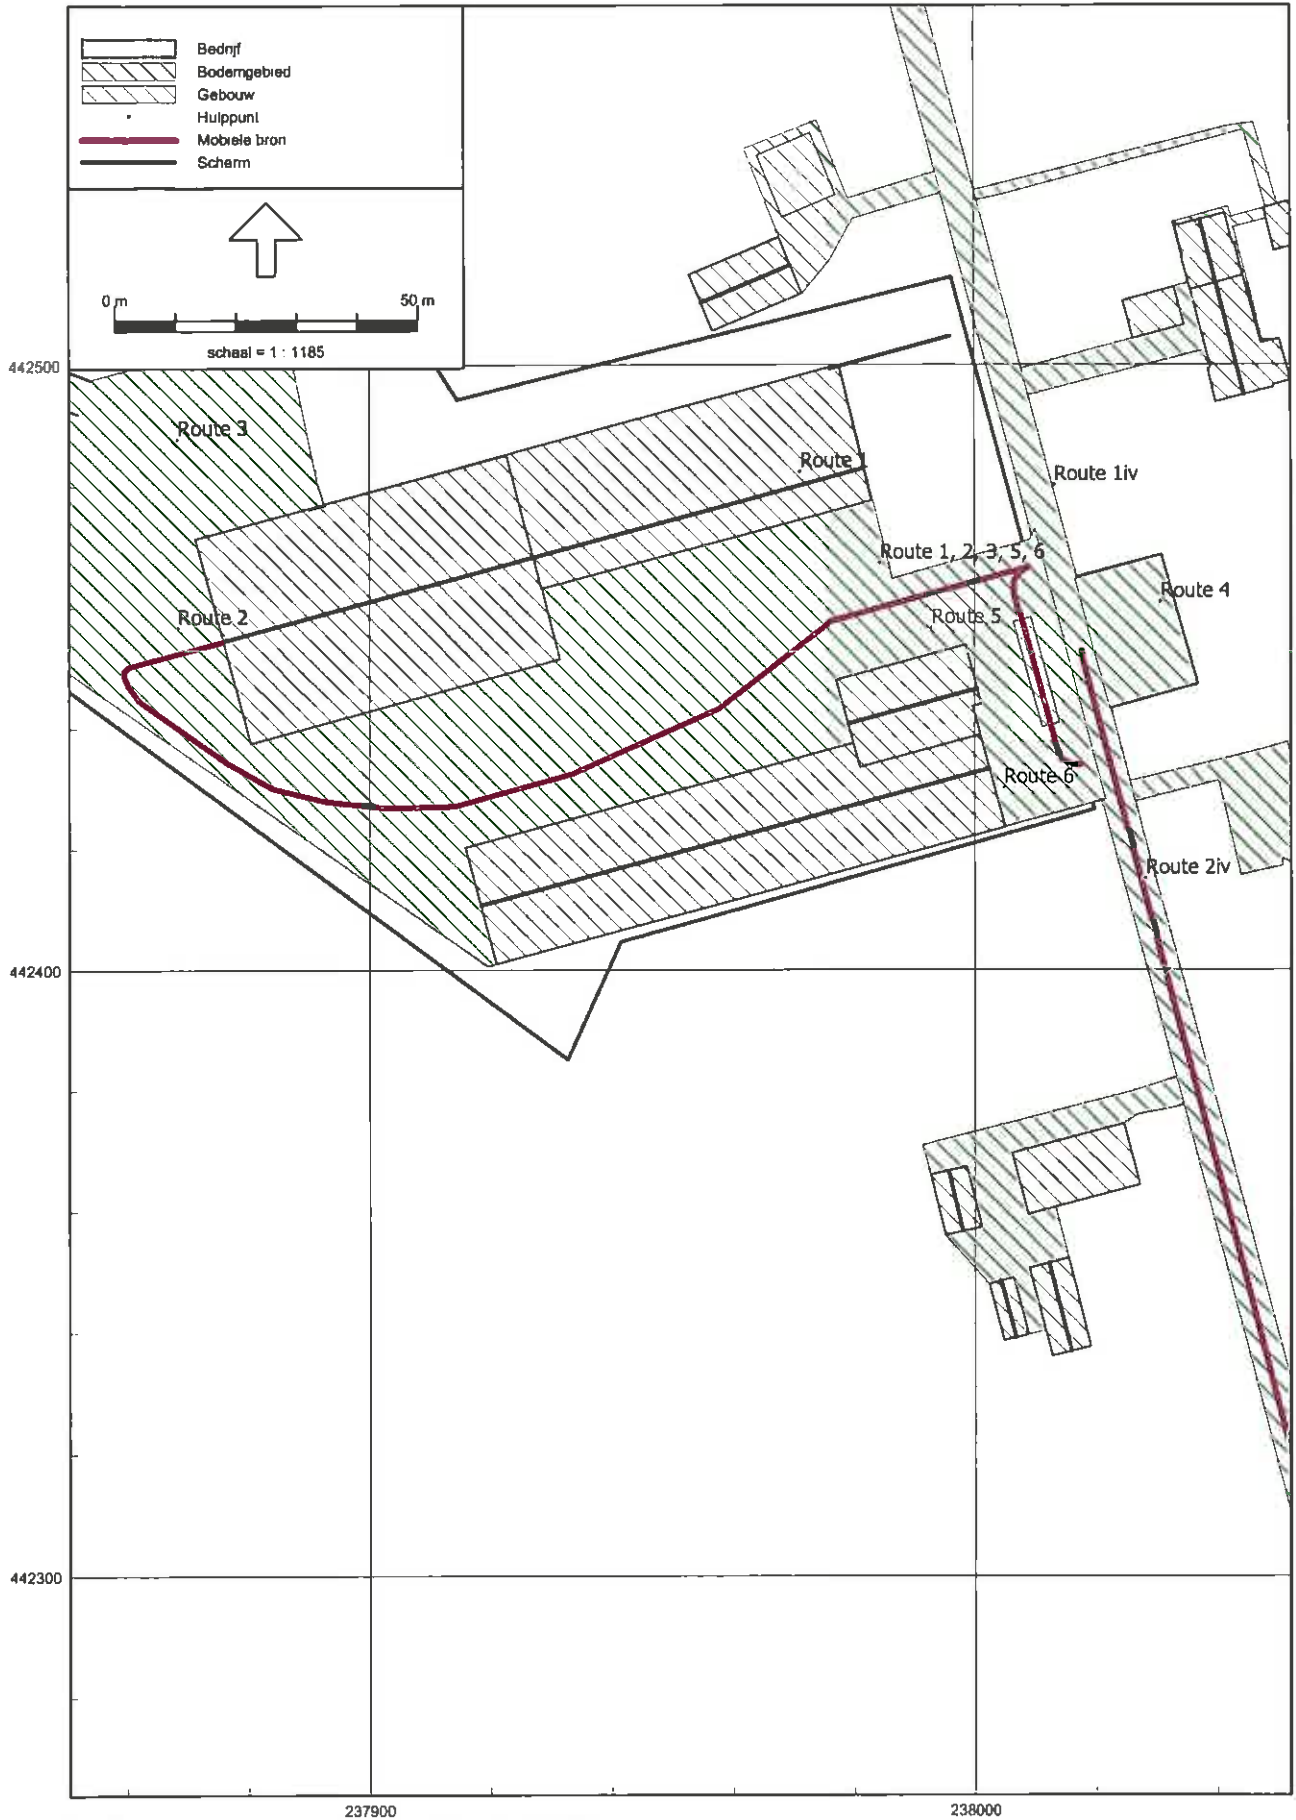 Bedrijf
Bodemgebied
Gebouw
Hulppunt
Mobiele bron
Scherm
0 m 50 m
schaal = 1 : 1185
442500
Route 3
Route 1
Route 1iv
Route 1, 2, 3, 5, 6
Route 4
Route 2
Route 5
Route 6
Route 2iv
442400
442300
237900 238000